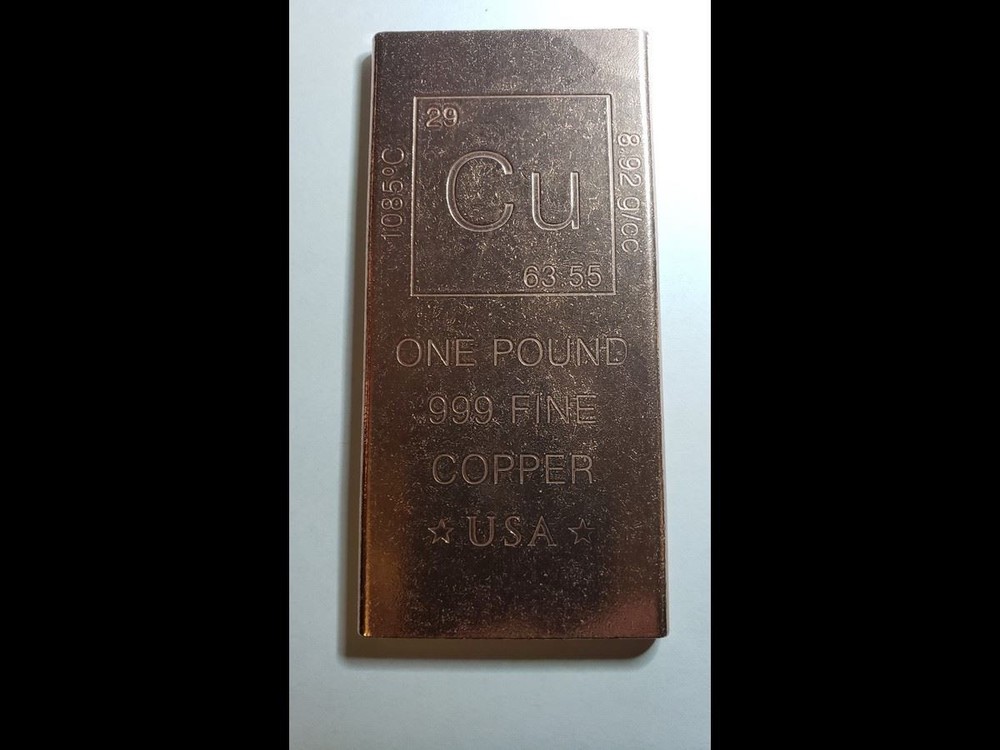 29
Cu
63.55
1085°C
8.92 g/cc
ONE POUND
999 FINE
COPPER
☆ USA ☆